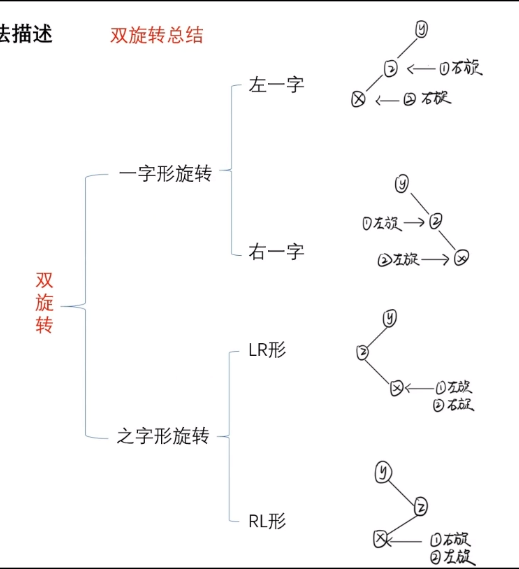 法描述 双旋转总结
y
z ①右旋
左一字
x ②右旋
一字形旋转
y
①左旋 z
右一字
②左旋 x
双旋转
y
LR形
z
x ①左旋
②右旋
之字形旋转
y
z
RL形
x ①右旋
②左旋